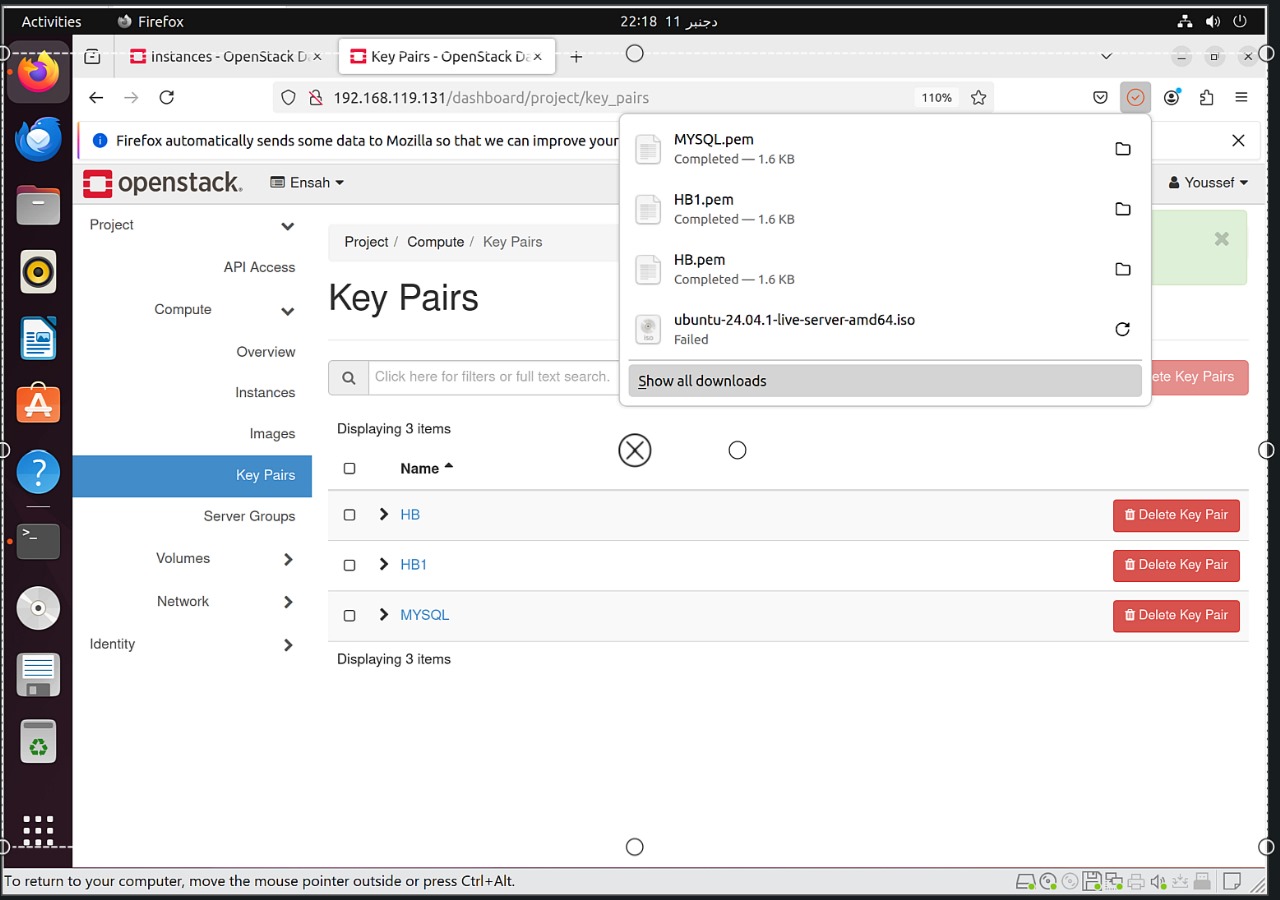 Activities Firefox 22:18 11 دجنبر
Instances - OpenStack D
Key Pairs - OpenStack Da
192.168.119.131/dashboard/project/key_pairs 110%
Firefox automatically sends some data to Mozilla so that we can improve your
MYSQL.pem
Completed — 1.6 KB
HB1.pem
Completed — 1.6 KB
HB.pem
Completed — 1.6 KB
ubuntu-24.04.1-live-server-amd64.iso
Failed
Show all downloads
openstack. Ensah Youssef
Project
API Access
Compute
Overview
Instances
Images
Key Pairs
Server Groups
Volumes
Network
Identity
Project / Compute / Key Pairs
Key Pairs
Click here for filters or full text search.
ete Key Pairs
Displaying 3 items
Name
HB Delete Key Pair
HB1 Delete Key Pair
MYSQL Delete Key Pair
Displaying 3 items
To return to your computer, move the mouse pointer outside or press Ctrl+Alt.